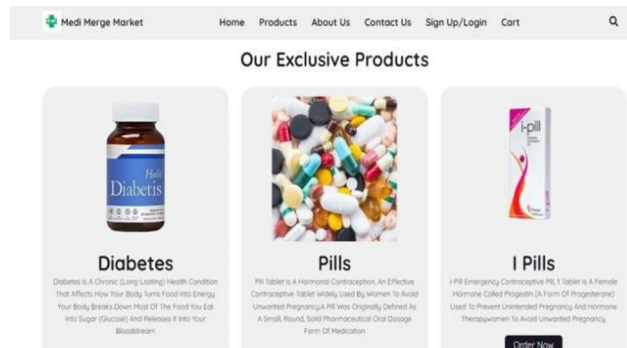 Medi Merge Market
Home Products About Us Contact Us Sign Up/Login Cart
Our Exclusive Products
Diabetis
i-pill
Diabetes
Diabetes Is A Chronic (Long-Lasting) Health Condition
That Affects How Your Body Turns Food Into Energy
Your Body Breaks Down Most Of The Food You Eat
Into Sugar (Glucose) And Releases It Into Your
Bloodstream
Pills
Pill Tablet Is A Hormonal Contraception, An Effective
Contraceptive Tablet Widely Used By Women To Avoid
Unwanted Pregnancy.A Pill Was Originally Defined As
A Small, Round, Solid Pharmaceutical Oral Dosage
Form Of Medication
I Pills
I-Pill Emergency Contraceptive Pill, 1 Tablet Is A Female
Hormone Called Progestin (A Form Of Progesterone)
Used To Prevent Unintended Pregnancy And Hormone
Therapywomen To Avoid Unwanted Pregnancy.
Order Now